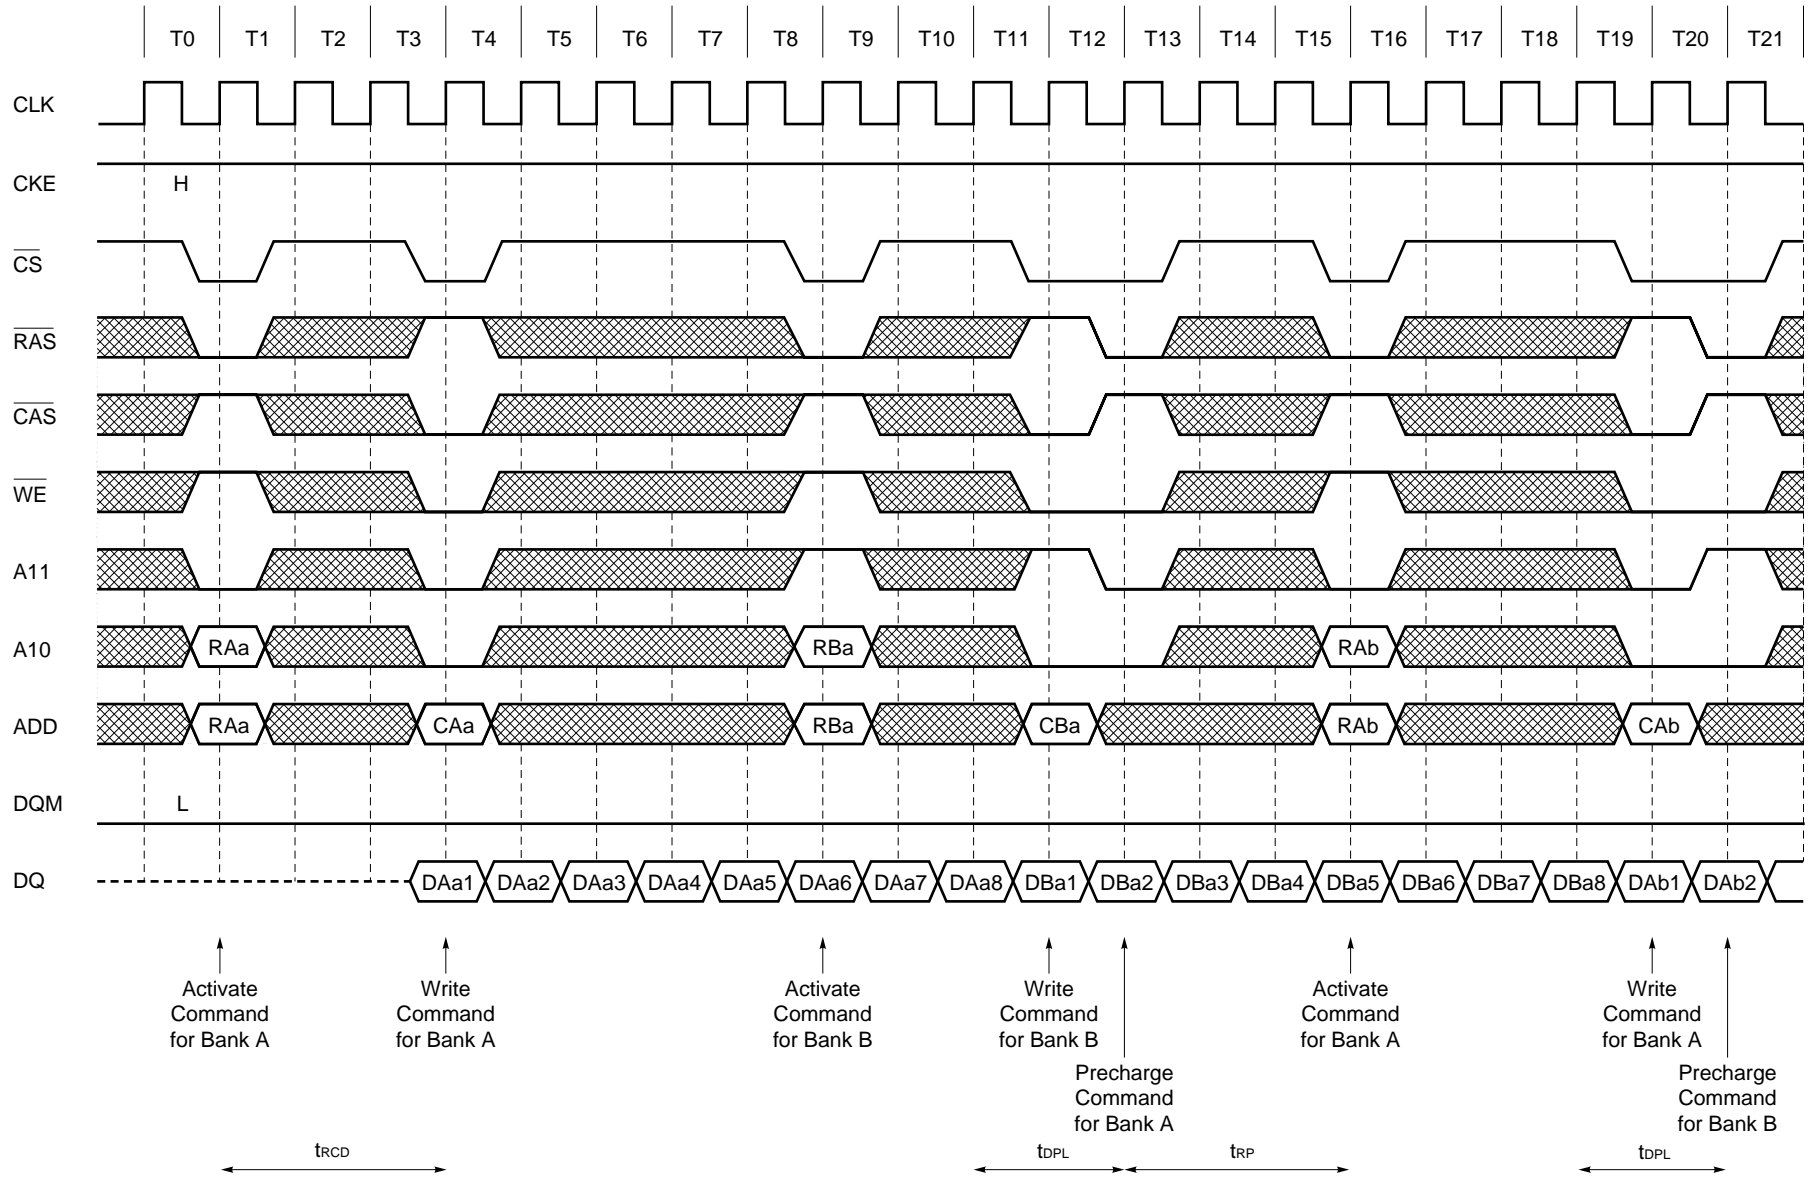 T0 T1 T2 T3 T4 T5 T6 T7 T8 T9 T10 T11 T12 T13 T14 T15 T16 T17 T18 T19 T20 T21
CLK
CKE H
CS
RAS
CAS
WE
A11
A10 RAa RBa RAb
ADD RAa CAa RBa CBa RAb CAb
DQM L
DQ DAa1 DAa2 DAa3 DAa4 DAa5 DAa6 DAa7 DAa8 DBa1 DBa2 DBa3 DBa4 DBa5 DBa6 DBa7 DBa8 DAb1 DAb2
Activate
Command
for Bank A
Write
Command
for Bank A
Activate
Command
for Bank B
Write
Command
for Bank B
Precharge
Command
for Bank A
Activate
Command
for Bank A
Write
Command
for Bank A
Precharge
Command
for Bank B
tRCD tDPL tRP tDPL